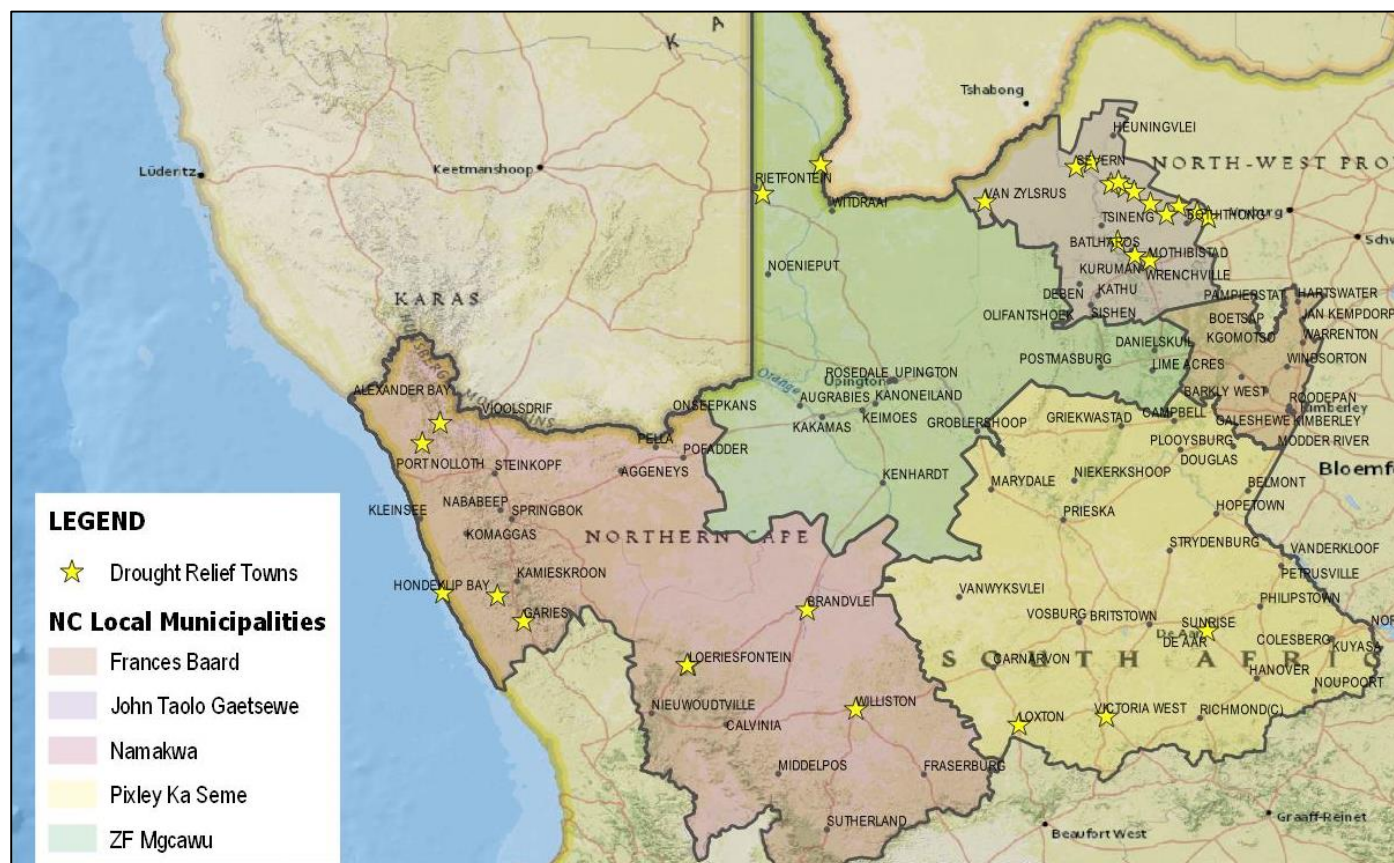 K A
Tshabong
HEUNINGVLEI
Lüderitz
Keetmanshoop
NORTH-WEST PRO
RIETFONTEIN
VAN ZYLSRUS
WITDRAAI
TSINENG
BATLHAROS
MOTHIBISTAD
NOENIEPUT
KURUMAN
WRENCHVILLE
KARAS
DEBEN
KATHU
PAMPIERSTAT
HARTSWATER
OLIFANTSHOEK
SISHEN
BOETSAP
JAN KEMPDORP
KGOMOTSO
WARRENTON
DANIELSKUIL
POSTMASBURG
LIME ACRES
WINDSORTON
ROSEDALE
UPINGTON
Orange
Upington
BARKLY WEST
ALEXANDER BAY
VIOOLSDRIF
ONSEEPKANS
AUGRABIES
KANONEILAND
ROODEPAN
KAKAMAS
KEIMOES
GROBLERSHOOP
GRIEKWASTAD
CAMPBELL
GALESHEWE
KIMBERLEY
PELLA
POFADDER
PLOOYSBURG
MODDER RIVER
DOUGLAS
PORT NOLLOTH
STEINKOPF
AGGENEYS
KENHARDT
MARYDALE
NIEKERKSHOOP
BELMONT
Bloemf
KLEINSEE
NABABEEP
SPRINGBOK
PRIESKA
HOPETOWN
KOMAGGAS
NORTHERN CAPE
STRYDENBURG
VANDERKLOOF
PETRUSVILLE
HONDEKLIP BAY
KAMIESKROON
VANWYKSVLEI
BRANDVLEI
PHILIPSTOWN
GARIES
VOSBURG
BRITSTOWN
SUNRISE
De Aar
DE AAR
COLESBERG
KUYASA
NOR
LOERIESFONTEIN
CARNARVON
SOUTH AFRIC
HANOVER
NOUPOORT
NIEUWOUDTVILLE
WILLISTON
CALVINIA
LOXTON
VICTORIA WEST
RICHMOND(C)
MIDDELPOS
FRASERBURG
SUTHERLAND
Beaufort West
Graaff-Reinet
LEGEND
Drought Relief Towns
NC Local Municipalities
Frances Baard
John Taolo Gaetsewe
Namakwa
Pixley Ka Seme
ZF Mgcawu